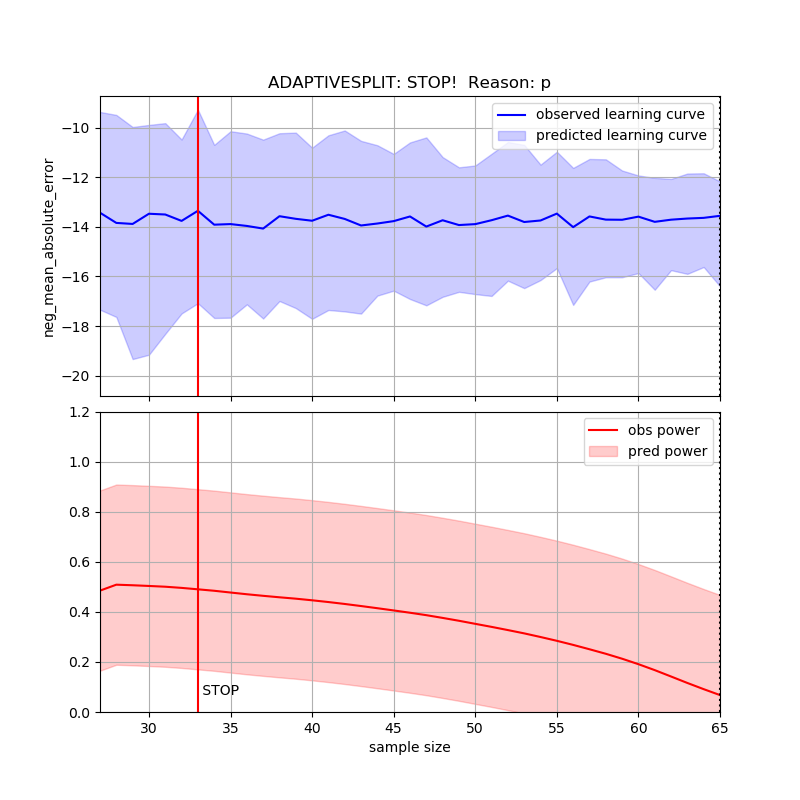 ADAPTIVESPLIT: STOP!  Reason: p
observed learning curve
predicted learning curve
neg_mean_absolute_error
−10
−12
−14
−16
−18
−20
obs power
pred power
1.2
1.0
0.8
0.6
0.4
0.2
0.0
STOP
30 35 40 45 50 55 60 65
sample size